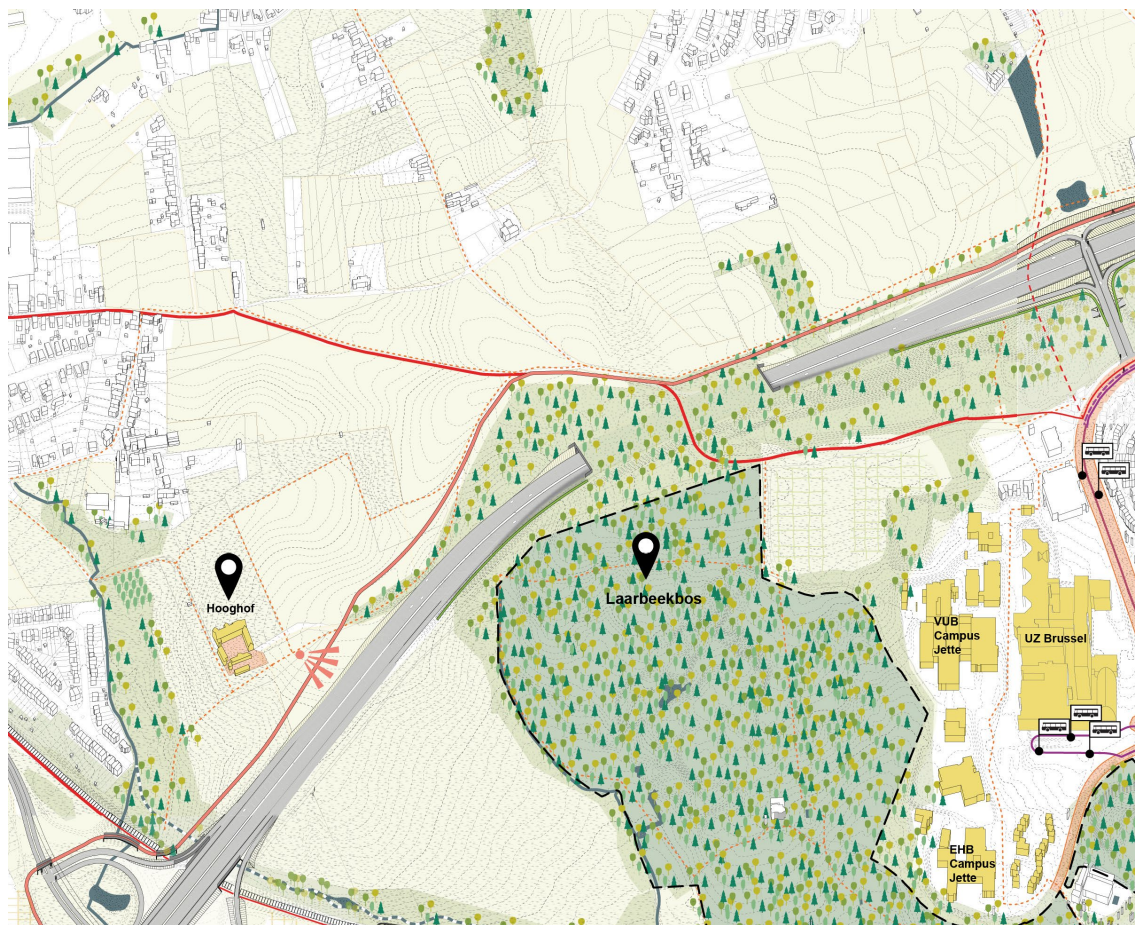 Hooghof
Laarbeekbos
VUB
Campus
Jette
UZ Brussel
EHB
Campus
Jette